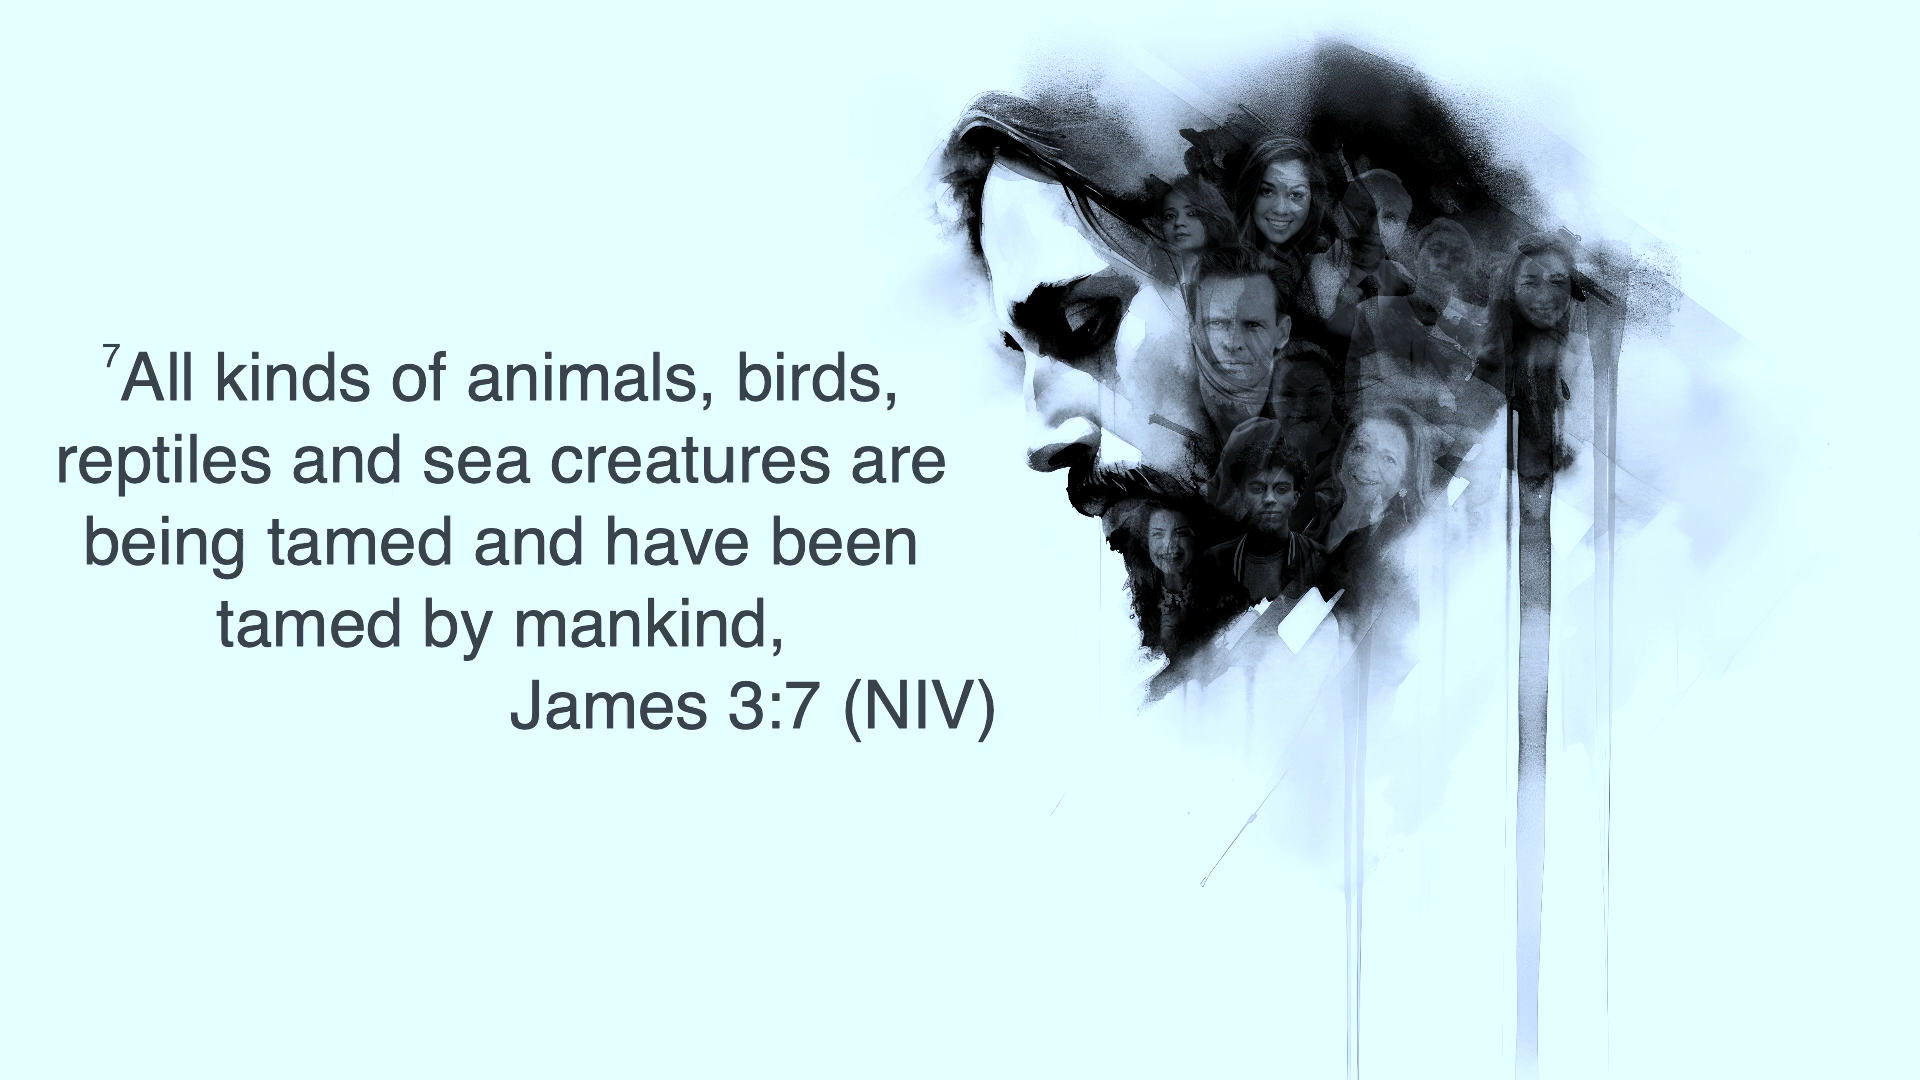 ⁷All kinds of animals, birds,
reptiles and sea creatures are
being tamed and have been
tamed by mankind,
James 3:7 (NIV)